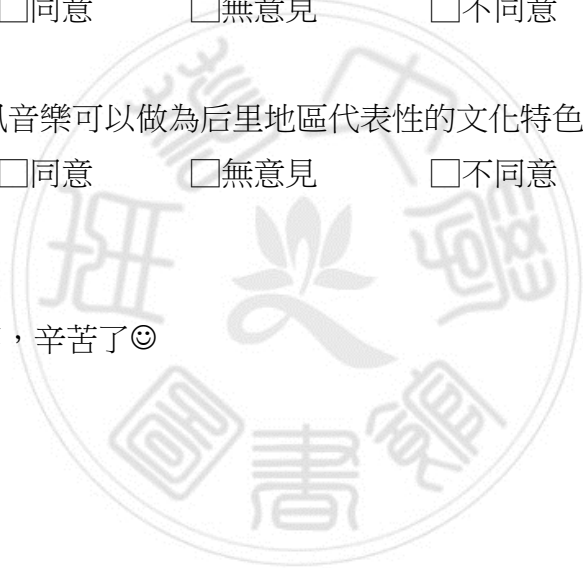 □同意 □無意見 □不同意
音樂可以做為后里地區代表性的文化特色
□同意 □無意見 □不同意
，辛苦了☺